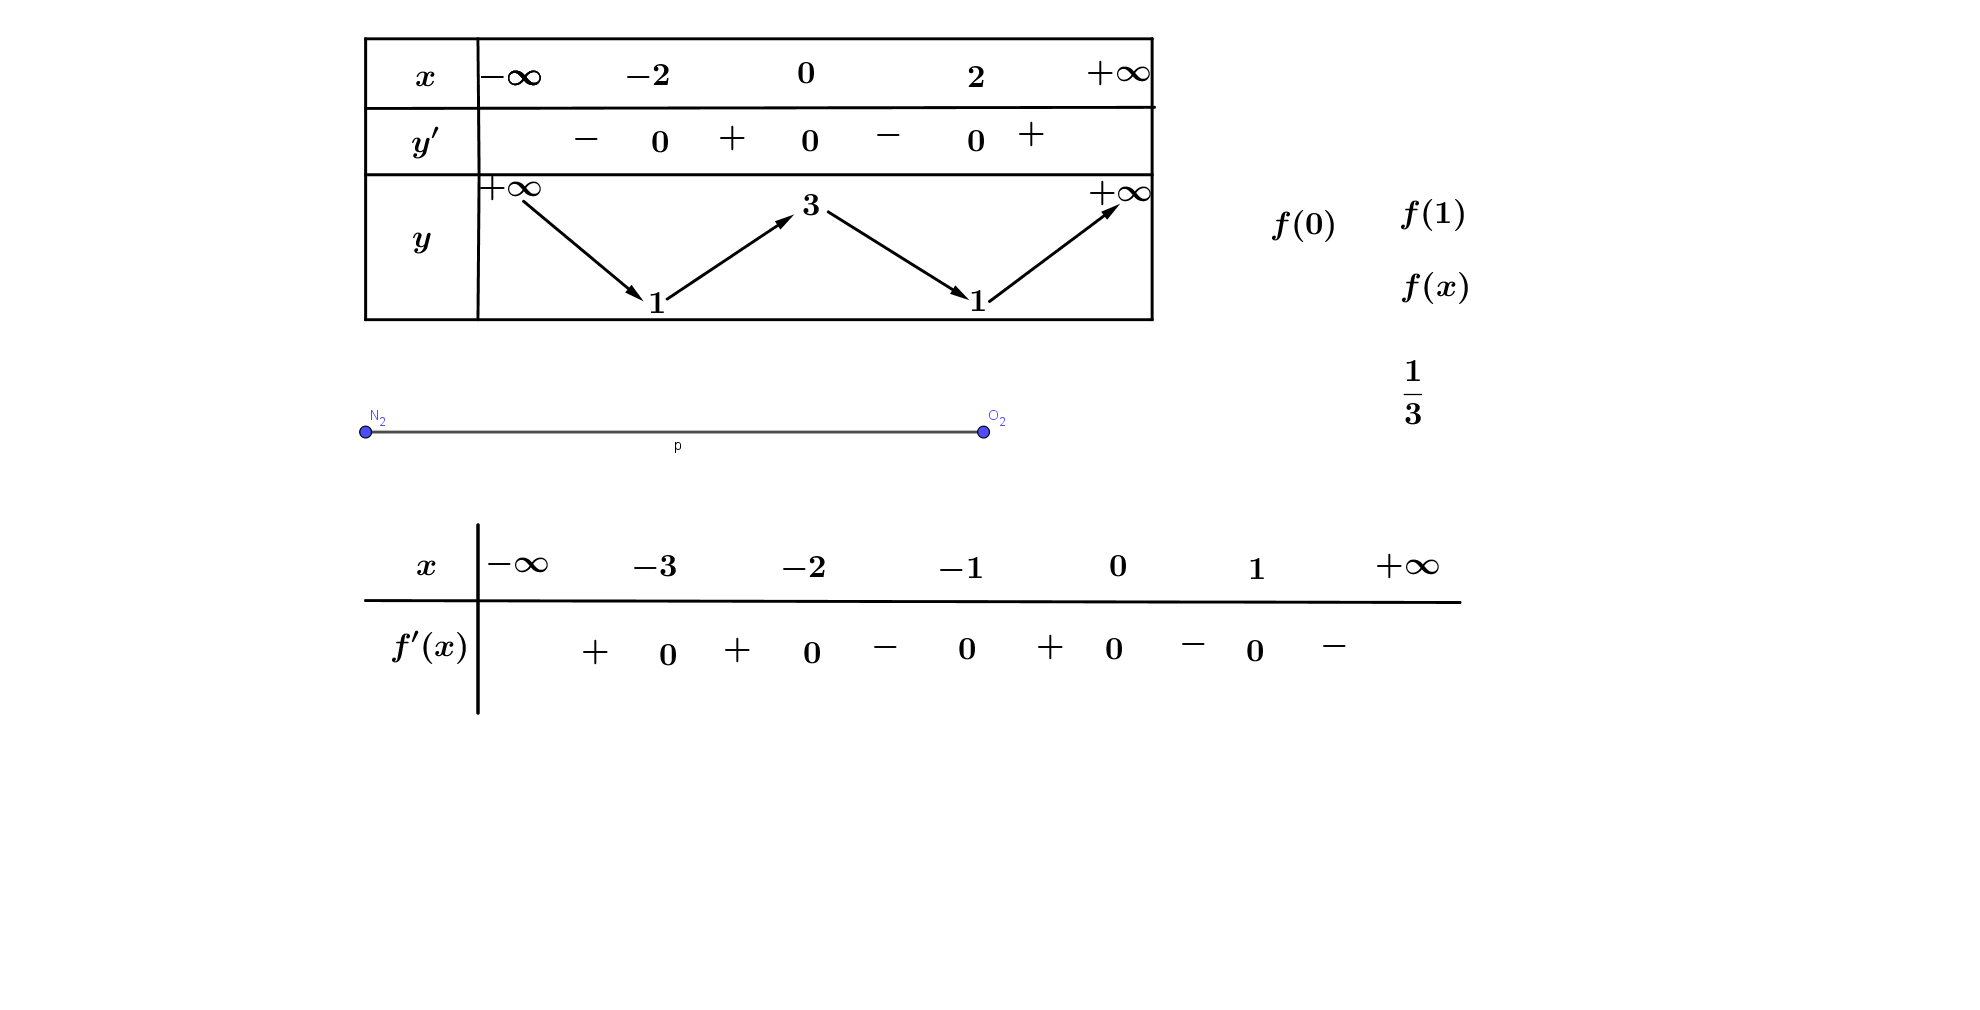 x −∞ −2 0 2 +∞
y′ − 0 + 0 − 0 +
+∞ 3 +∞
y
1 1
f(0) f(1)
f(x)
1
3
N₂ O₂
p
x −∞ −3 −2 −1 0 1 +∞
f′(x) + 0 + 0 − 0 + 0 − 0 −